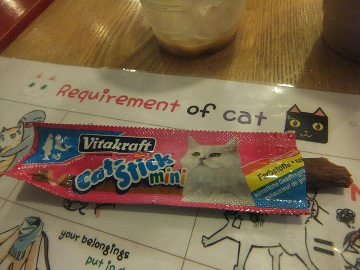 Requirement of cat
Vitakraft
Cat-Stick
mini
your belongings
put in